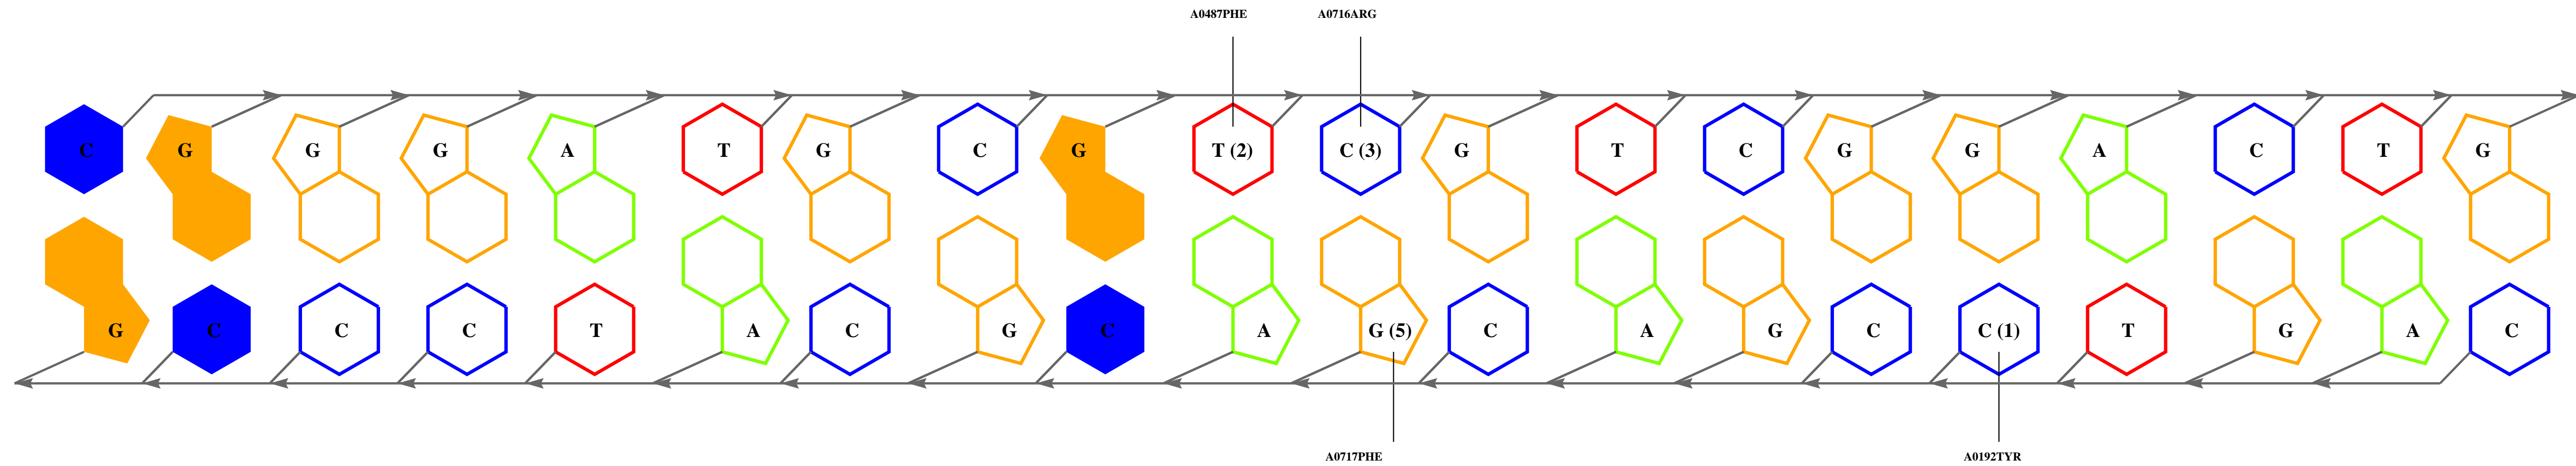 A0487PHE A0716ARG
C G G G A T G C G T (2) C (3) G T C G G A C T G
G C C C T A C G C A G (5) C A G C C (1) T G A C
A0717PHE A0192TYR